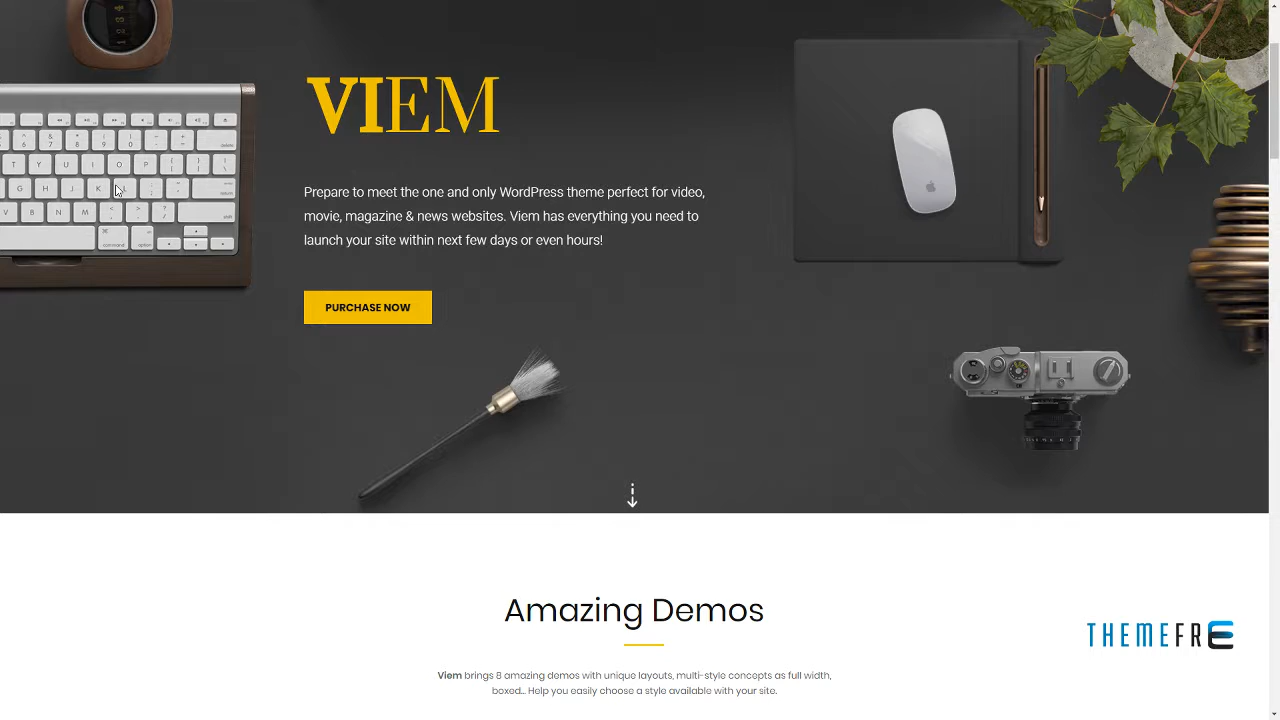 VIEM
Prepare to meet the one and only WordPress theme perfect for video,
movie, magazine & news websites. Viem has everything you need to
launch your site within next few days or even hours!
PURCHASE NOW
Amazing Demos
THEMEFRE
Viem brings 8 amazing demos with unique layouts, multi-style concepts as full width,
boxed... Help you easily choose a style available with your site.